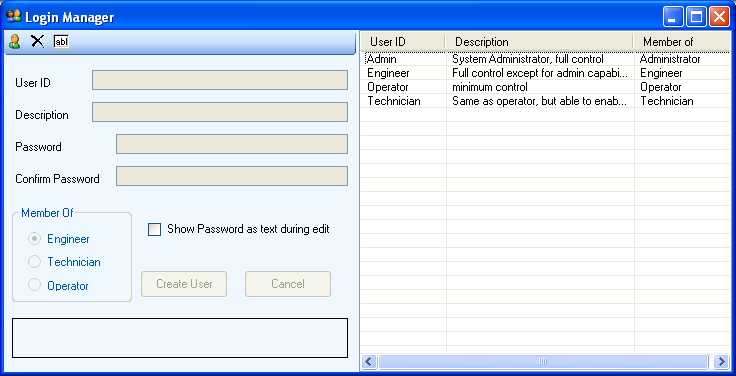 Login Manager
abl
User ID
Description
Password
Confirm Password
Member Of
Engineer
Technician
Operator
Show Password as text during edit
Create User Cancel
User ID Description Member of
Admin System Administrator, full control Administrator
Engineer Full control except for admin capabi... Engineer
Operator minimum control Operator
Technician Same as operator, but able to enab... Technician